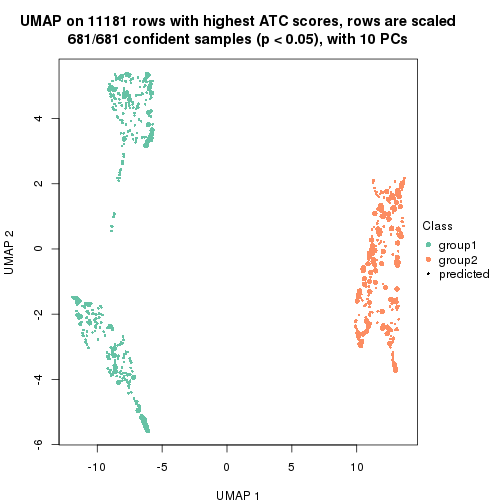 UMAP on 11181 rows with highest ATC scores, rows are scaled
681/681 confident samples (p < 0.05), with 10 PCs
4
2
0
-2
-4
-6
UMAP 2
-10
-5
0
5
10
UMAP 1
Class
group1
group2
predicted